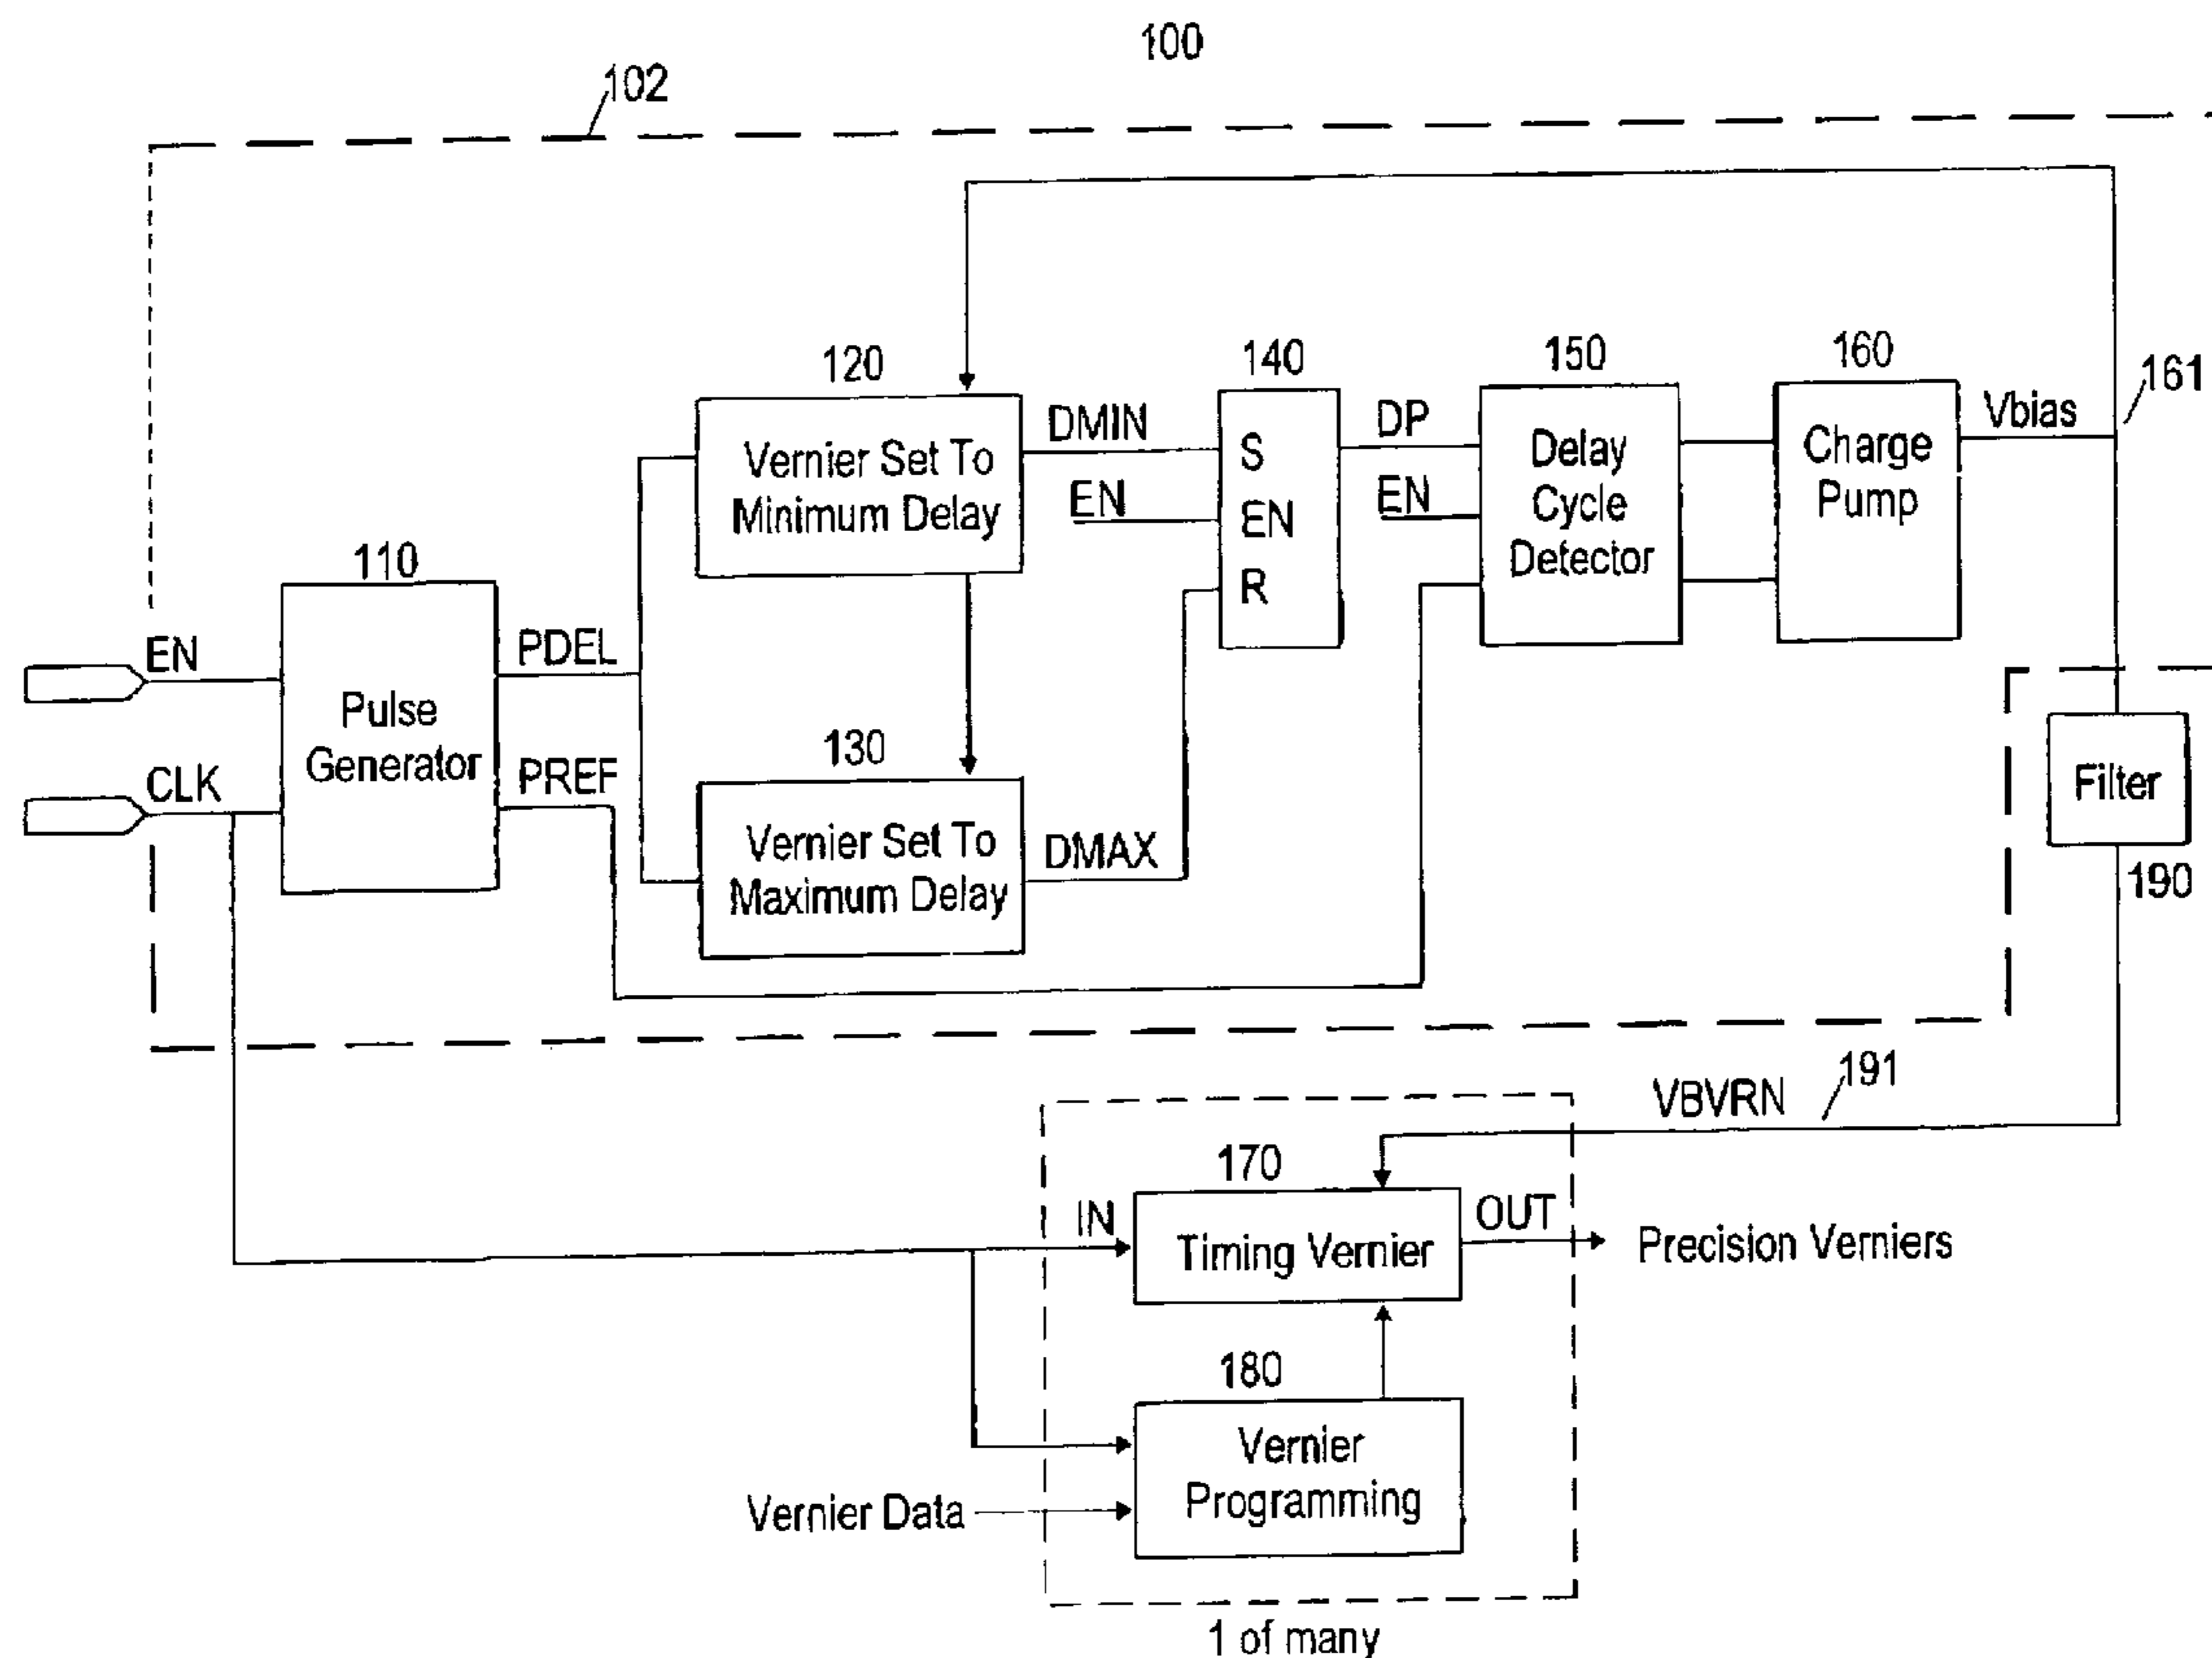 100
102
161
120
140
150
160
Vbias
DMIN
DP
Vernier Set To
Minimum Delay
S
EN
R
EN
EN
Delay
Cycle
Detector
Charge
Pump
110
EN
PDEL
Pulse
Generator
CLK
PREF
130
Vernier Set To
Maximum Delay
DMAX
Filter
190
191
VBVRN
170
IN
Timing Vernier
OUT
Precision Verniers
180
Vernier
Programming
Vernier Data
1 of many